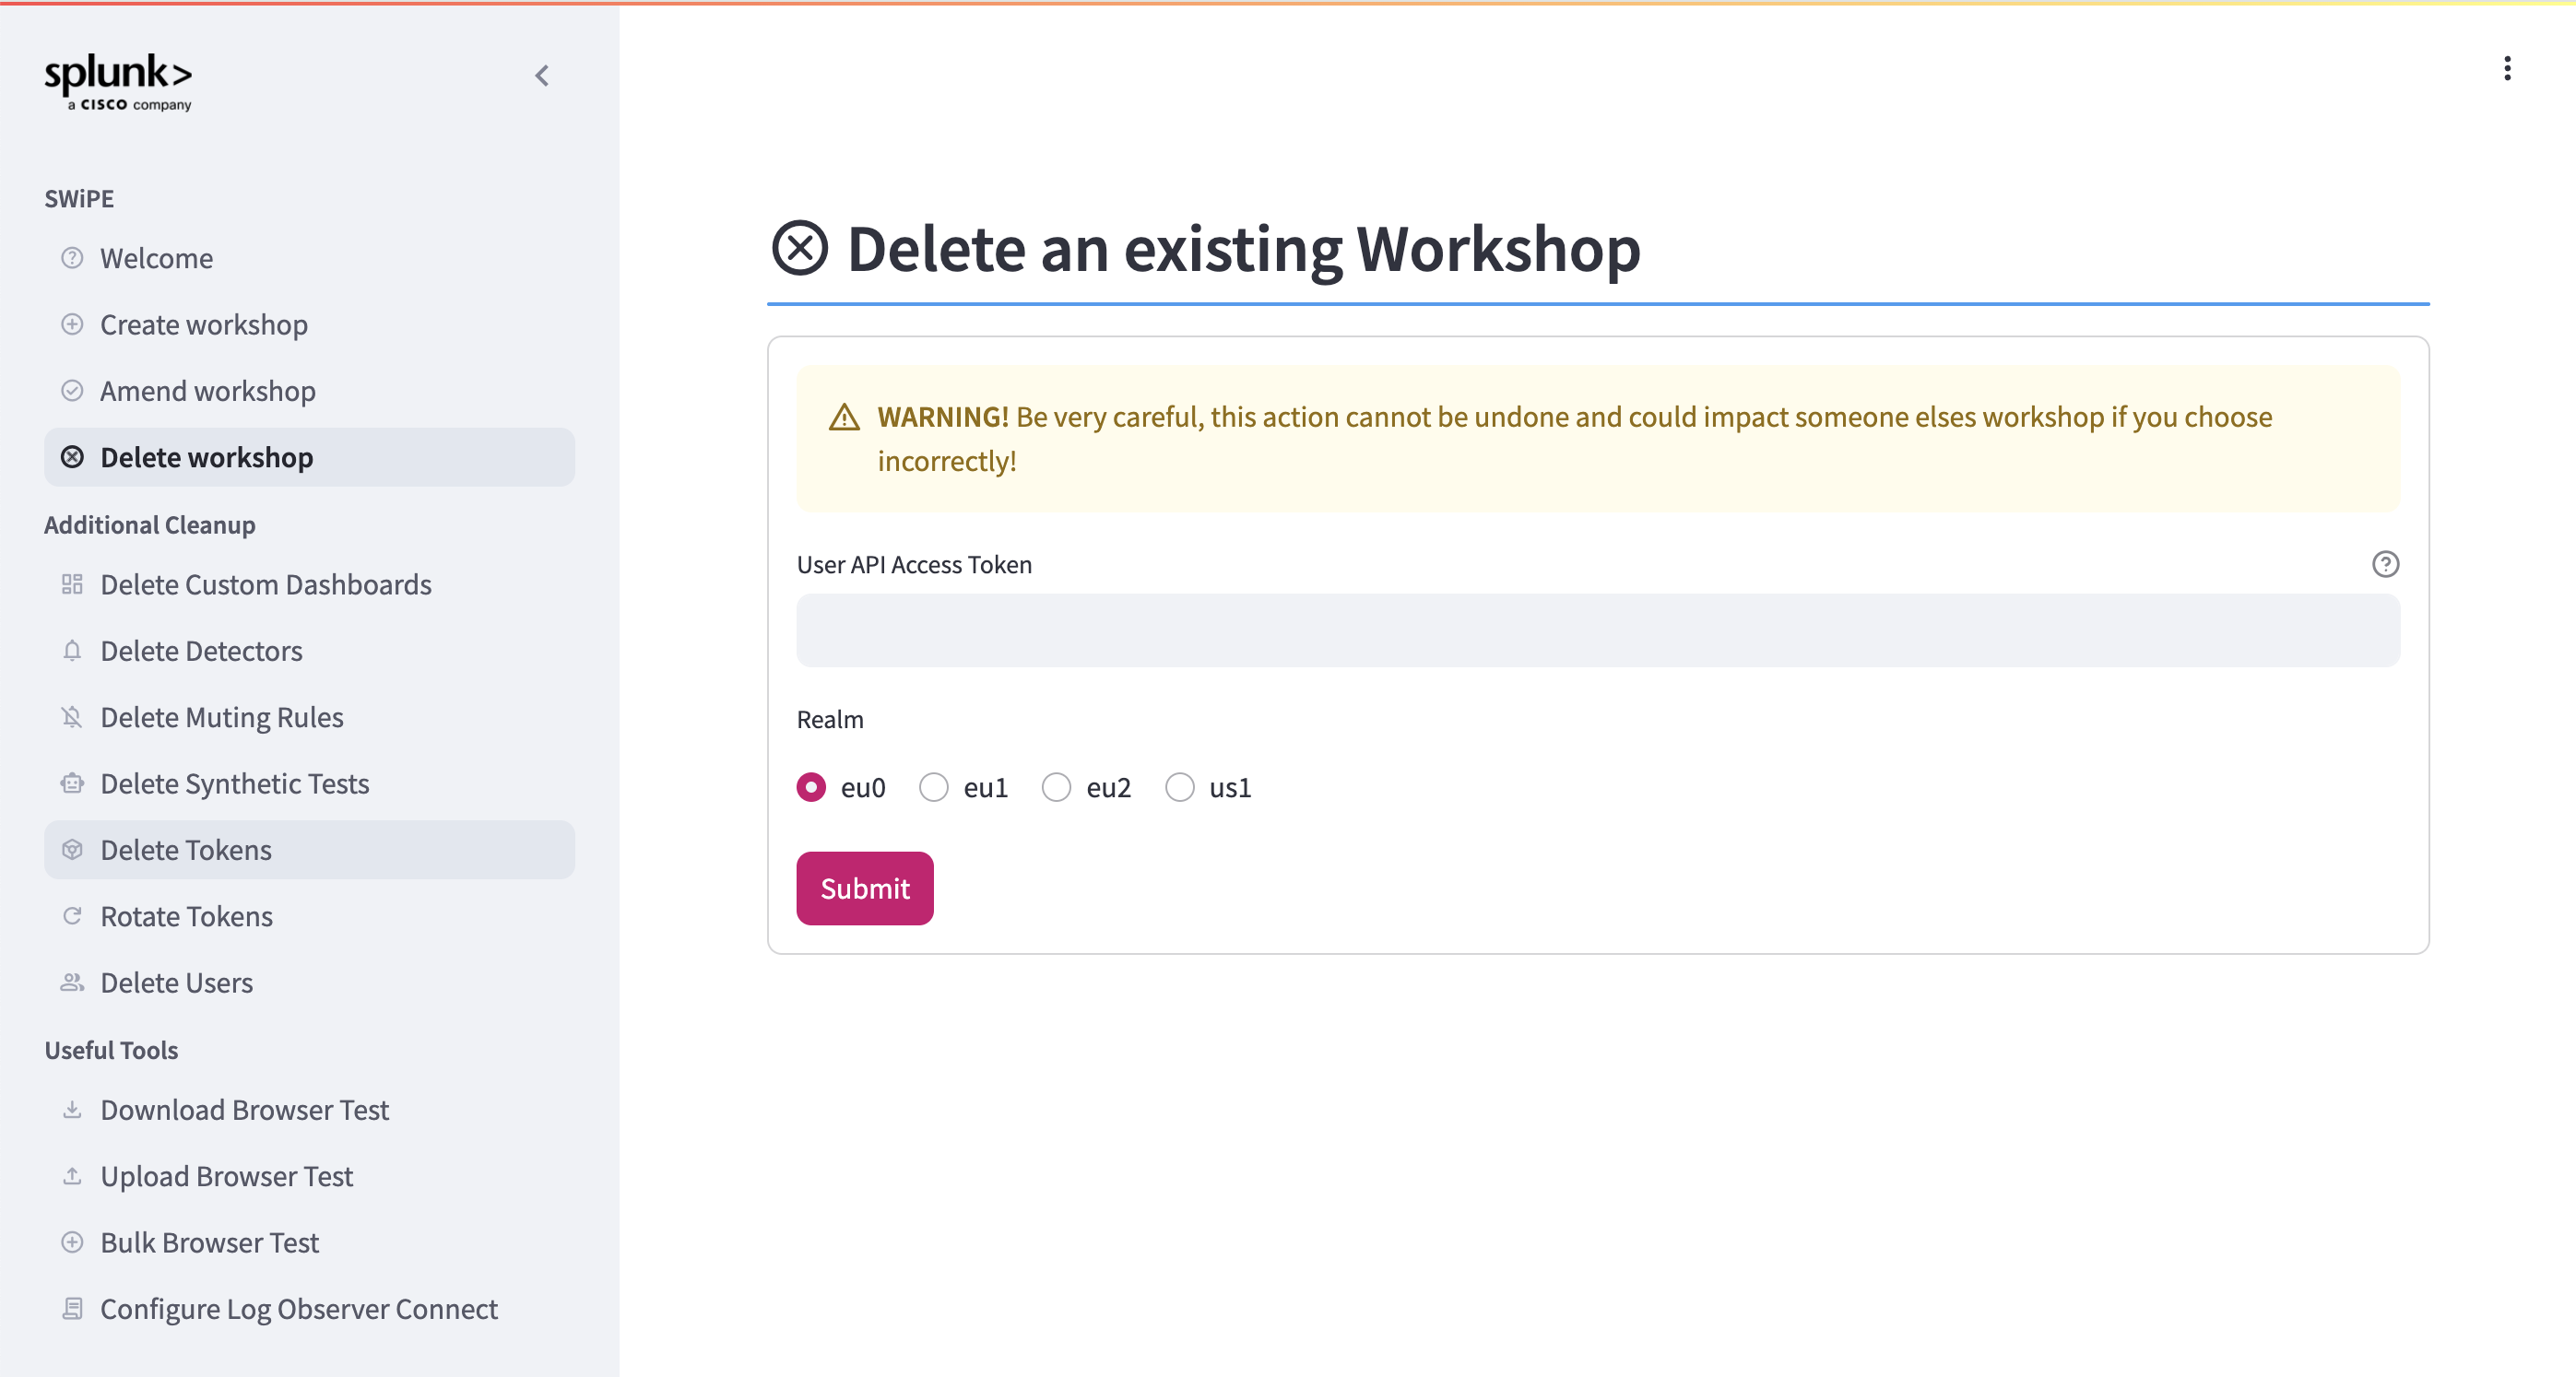 splunk>
a CISCO company
SWiPE
Welcome
Create workshop
Amend workshop
Delete workshop
Additional Cleanup
Delete Custom Dashboards
Delete Detectors
Delete Muting Rules
Delete Synthetic Tests
Delete Tokens
Rotate Tokens
Delete Users
Useful Tools
Download Browser Test
Upload Browser Test
Bulk Browser Test
Configure Log Observer Connect
Delete an existing Workshop
WARNING! Be very careful, this action cannot be undone and could impact someone elses workshop if you choose
incorrectly!
User API Access Token
Realm
eu0 eu1 eu2 us1
Submit